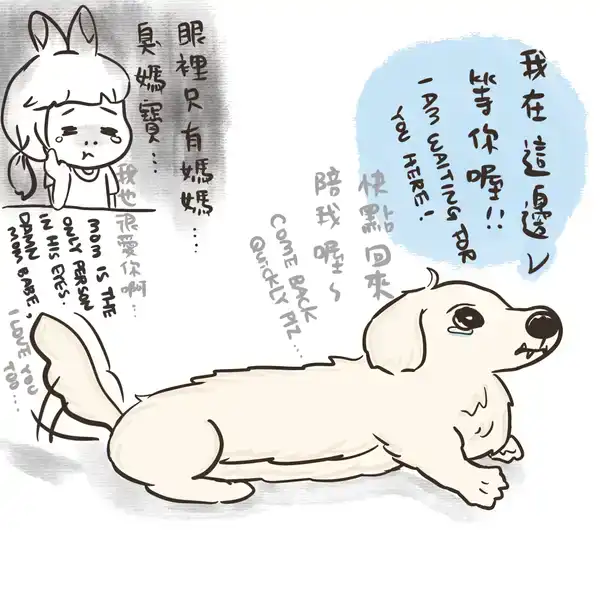 眼裡只有媽媽...
臭媽寶...
我也很愛你啊...
MOM IS THE
ONLY PERSON
IN HIS EYES.
DAMN
MOM BABE,
I LOVE YOU
TOO...
我在這邊
等你喔!!
I AM WAITING FOR
YOU HERE!
快點回來
陪我喔~
COME BACK
QUICKLY PLZ...